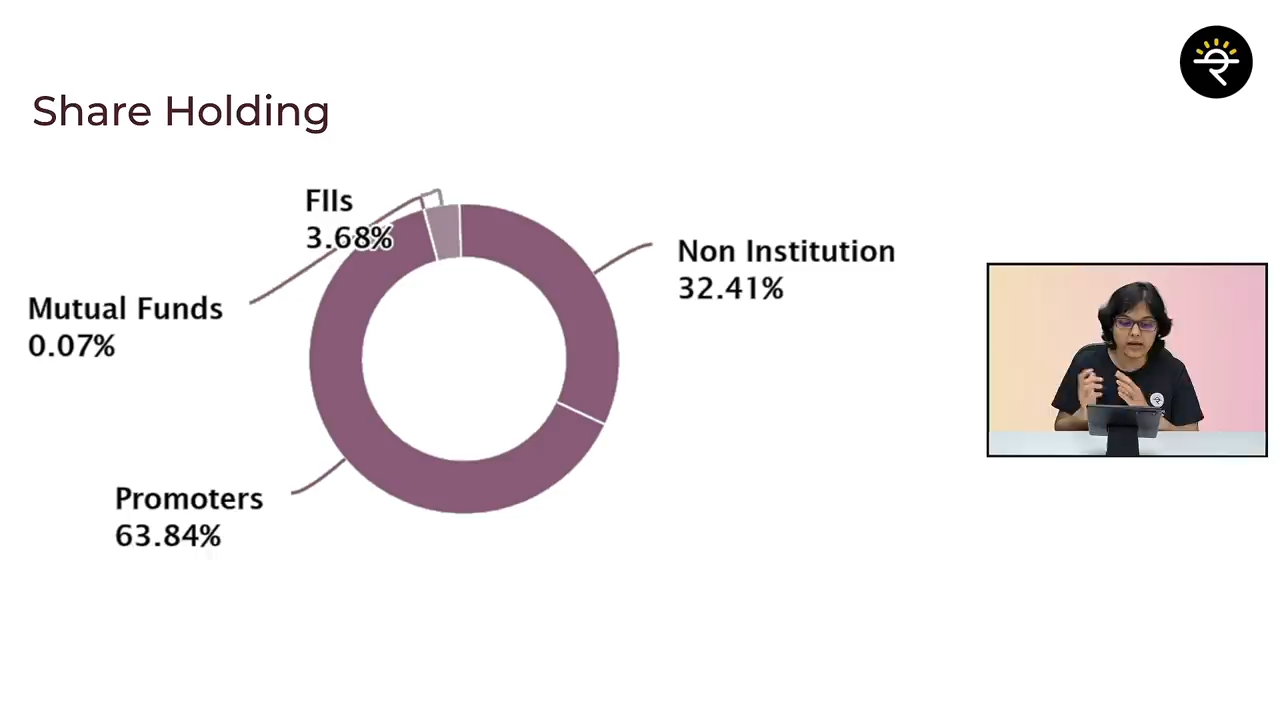 Share Holding
FIIs
3.68%
Non Institution
32.41%
Mutual Funds
0.07%
Promoters
63.84%